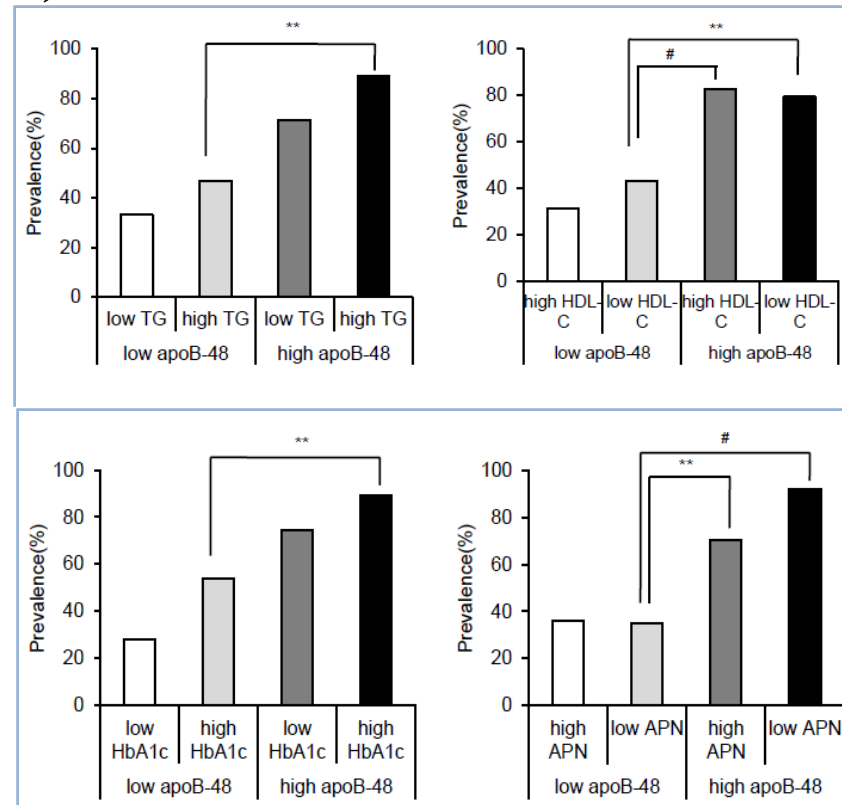 **
100
80
60
40
20
0
Prevalence(%)
low TG high TG low TG high TG
low apoB-48 high apoB-48
**
#
100
80
60
40
20
0
Prevalence(%)
high HDL- low HDL- high HDL- low HDL-
C C C C
low apoB-48 high apoB-48
**
100
80
60
40
20
0
Prevalence(%)
low high low high
HbA1c HbA1c HbA1c HbA1c
low apoB-48 high apoB-48
#
**
100
80
60
40
20
0
Prevalence(%)
high low APN high low APN
APN APN
low apoB-48 high apoB-48